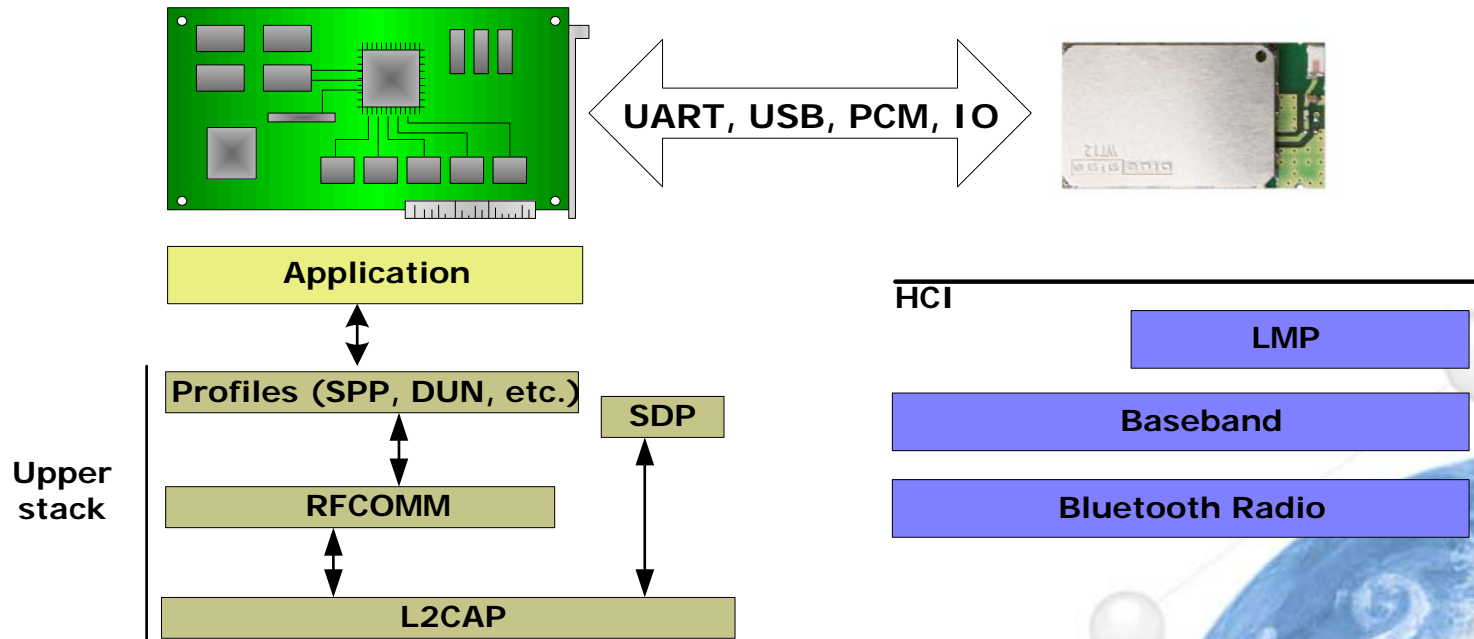 UART, USB, PCM, IO
WT12
Application
HCI
LMP
Profiles (SPP, DUN, etc.)
SDP
Baseband
Upper
stack
RFCOMM
Bluetooth Radio
L2CAP